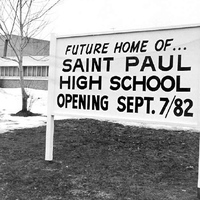 FUTURE HOME OF...
SAINT PAUL
HIGH SCHOOL
OPENING SEPT. 7/82